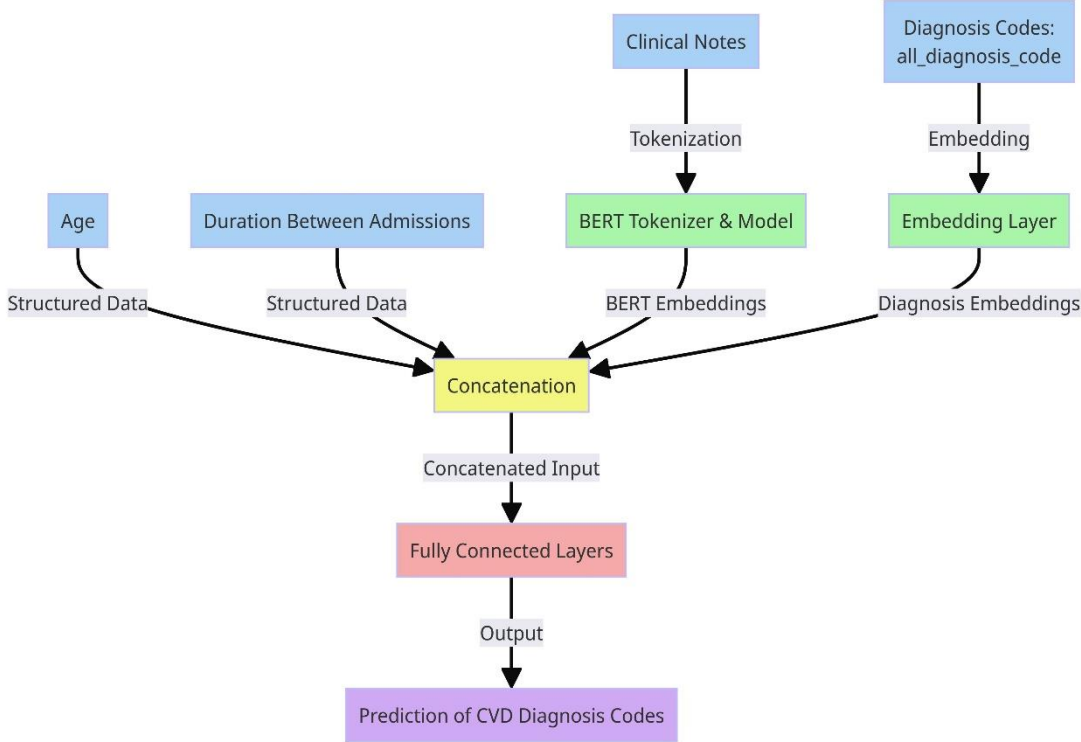 Clinical Notes
Diagnosis Codes:
all_diagnosis_code
Tokenization
Embedding
Age
Duration Between Admissions
BERT Tokenizer & Model
Embedding Layer
Structured Data
Structured Data
BERT Embeddings
Diagnosis Embeddings
Concatenation
Concatenated Input
Fully Connected Layers
Output
Prediction of CVD Diagnosis Codes